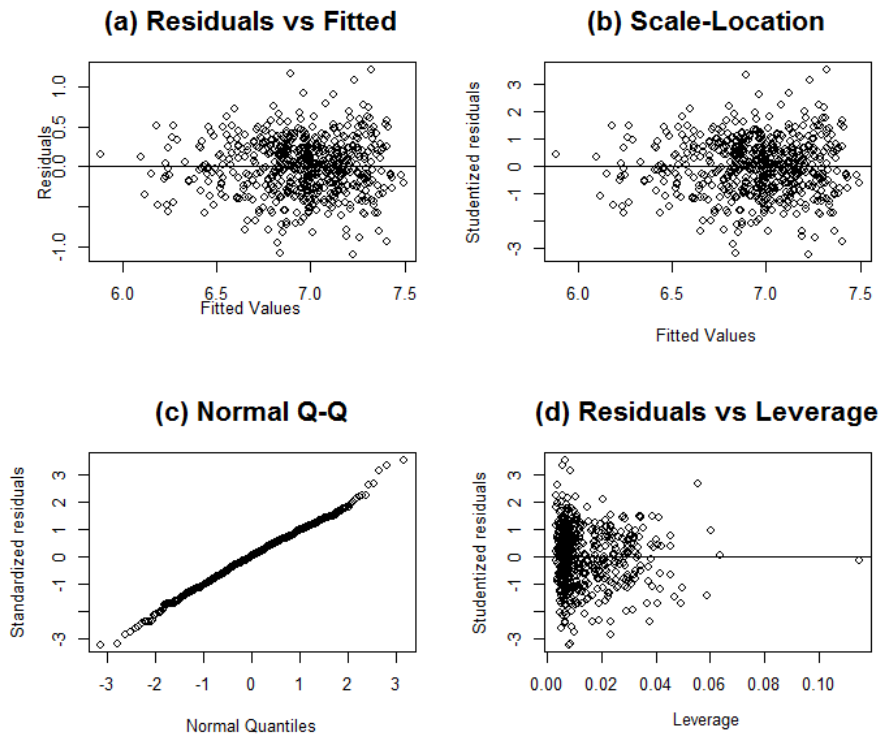 (a) Residuals vs Fitted
Residuals
1.0
0.5
0.0
-1.0
6.0 6.5 7.0 7.5
Fitted Values
(b) Scale-Location
Studentized residuals
3
2
1
0
-1
-3
6.0 6.5 7.0 7.5
Fitted Values
(c) Normal Q-Q
Standardized residuals
3
2
1
0
-1
-3
-3 -2 -1 0 1 2 3
Normal Quantiles
(d) Residuals vs Leverage
Studentized residuals
3
2
1
0
-1
-3
0.00 0.02 0.04 0.06 0.08 0.10
Leverage